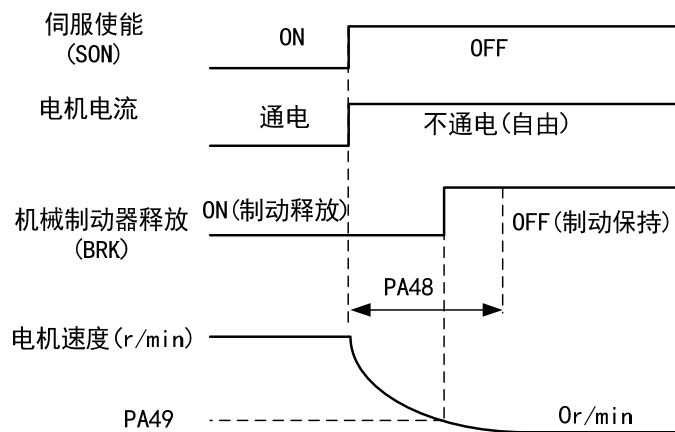 伺服使能
(SON)
ON
OFF
电机电流
通电
不通电(自由)
机械制动器释放
(BRK)
ON(制动释放)
OFF(制动保持)
PA48
电机速度(r/min)
PA49
0r/min